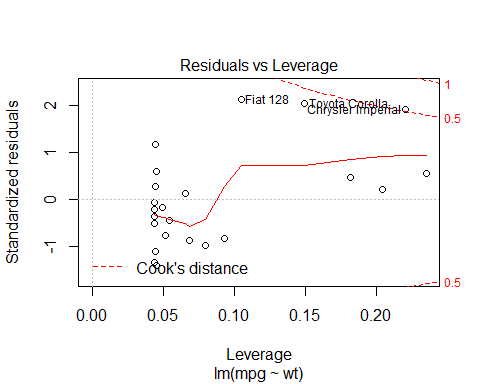 Residuals vs Leverage
Standardized residuals
2
1
0
-1
Fiat 128
Toyota Corolla
Chrysler Imperial
1
0.5
0.5
Cook's distance
0.00 0.05 0.10 0.15 0.20
Leverage
lm(mpg ~ wt)